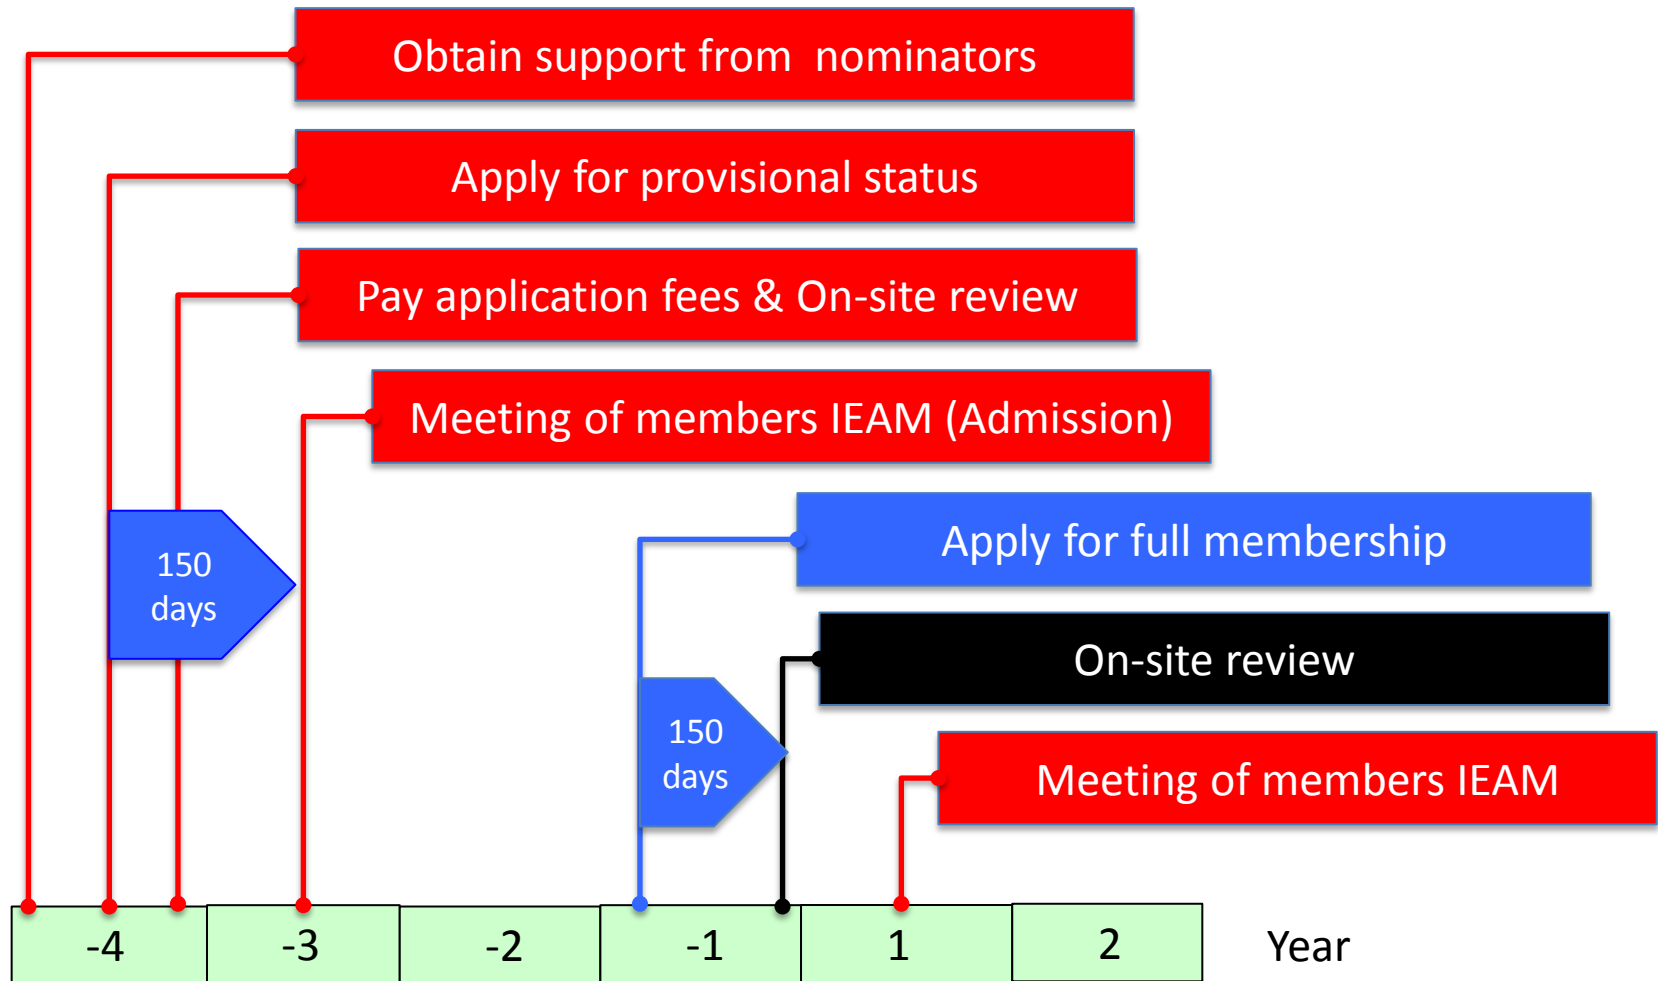 Obtain support from  nominators
Apply for provisional status
Pay application fees & On-site review
Meeting of members IEAM (Admission)
150
days
Apply for full membership
On-site review
150
days
Meeting of members IEAM
-4 -3 -2 -1 1 2 Year